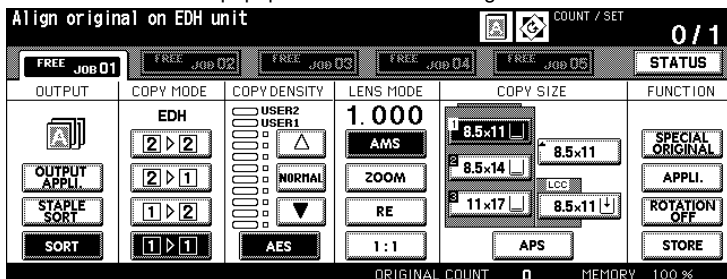 Align original on EDH unit
COUNT / SET
0/1
FREE JOB 01
FREE JOB 02
FREE JOB 03
FREE JOB 04
FREE JOB 05
STATUS
OUTPUT
COPY MODE
COPY DENSITY
LENS MODE
COPY SIZE
FUNCTION
A
OUTPUT
APPLI.
STAPLE
SORT
SORT
EDH
2 ▷ 2
2 ▷ 1
1 ▷ 2
1 ▷ 1
USER2
USER1
NORMAL
AES
1.000
AMS
ZOOM
RE
1:1
1 8.5x11
2 8.5x14
3 11x17
8.5x11
LCC
8.5x11
APS
SPECIAL
ORIGINAL
APPLI.
ROTATION
OFF
STORE
ORIGINAL COUNT 0 MEMORY 100 %